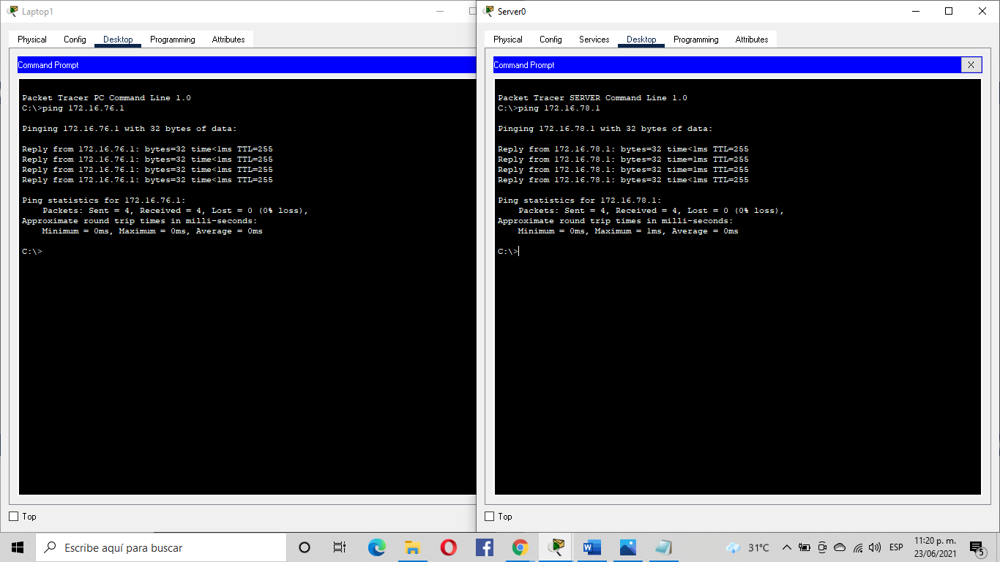 Laptop1
Physical Config Desktop Programming Attributes
Command Prompt
Packet Tracer PC Command Line 1.0
C:\>ping 172.16.76.1
Pinging 172.16.76.1 with 32 bytes of data:
Reply from 172.16.76.1: bytes=32 time<1ms TTL=255
Reply from 172.16.76.1: bytes=32 time<1ms TTL=255
Reply from 172.16.76.1: bytes=32 time<1ms TTL=255
Reply from 172.16.76.1: bytes=32 time<1ms TTL=255
Ping statistics for 172.16.76.1:
Packets: Sent = 4, Received = 4, Lost = 0 (0% loss),
Approximate round trip times in milli-seconds:
Minimum = 0ms, Maximum = 0ms, Average = 0ms
C:\>
Top
Server0
Physical Config Services Desktop Programming Attributes
Command Prompt X
Packet Tracer SERVER Command Line 1.0
C:\>ping 172.16.78.1
Pinging 172.16.78.1 with 32 bytes of data:
Reply from 172.16.78.1: bytes=32 time<1ms TTL=255
Reply from 172.16.78.1: bytes=32 time=1ms TTL=255
Reply from 172.16.78.1: bytes=32 time=1ms TTL=255
Reply from 172.16.78.1: bytes=32 time<1ms TTL=255
Ping statistics for 172.16.78.1:
Packets: Sent = 4, Received = 4, Lost = 0 (0% loss),
Approximate round trip times in milli-seconds:
Minimum = 0ms, Maximum = 1ms, Average = 0ms
C:\>
Top
Escribe aquí para buscar
31°C
ESP
11:20 p. m.
23/06/2021
5